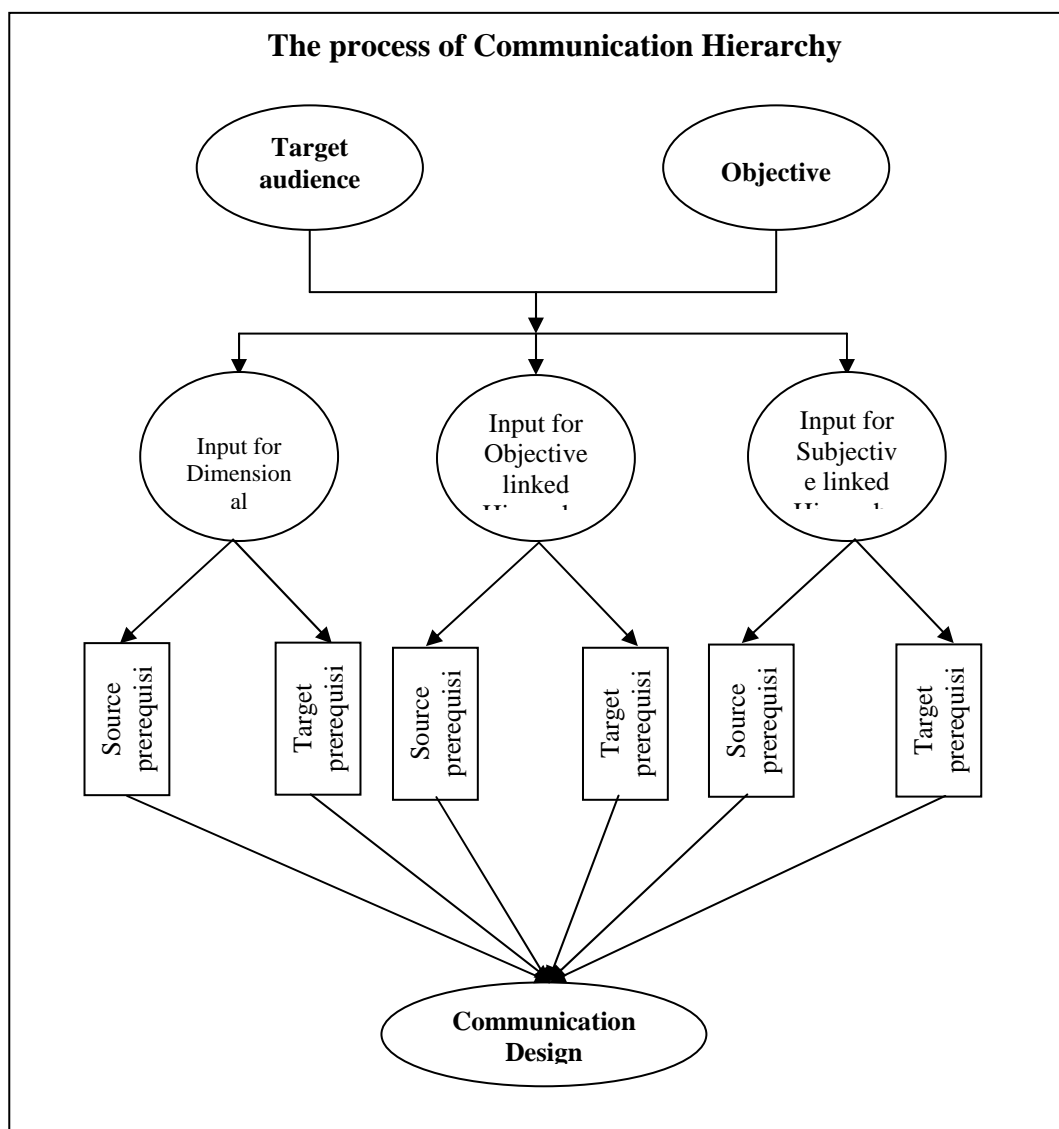 The process of Communication Hierarchy
Target
audience
Objective
Input for
Dimension
al
Input for
Objective
linked
Input for
Subjectiv
e linked
Source
prerequisi
Target
prerequisi
Source
prerequisi
Target
prerequisi
Source
prerequisi
Target
prerequisi
Communication
Design